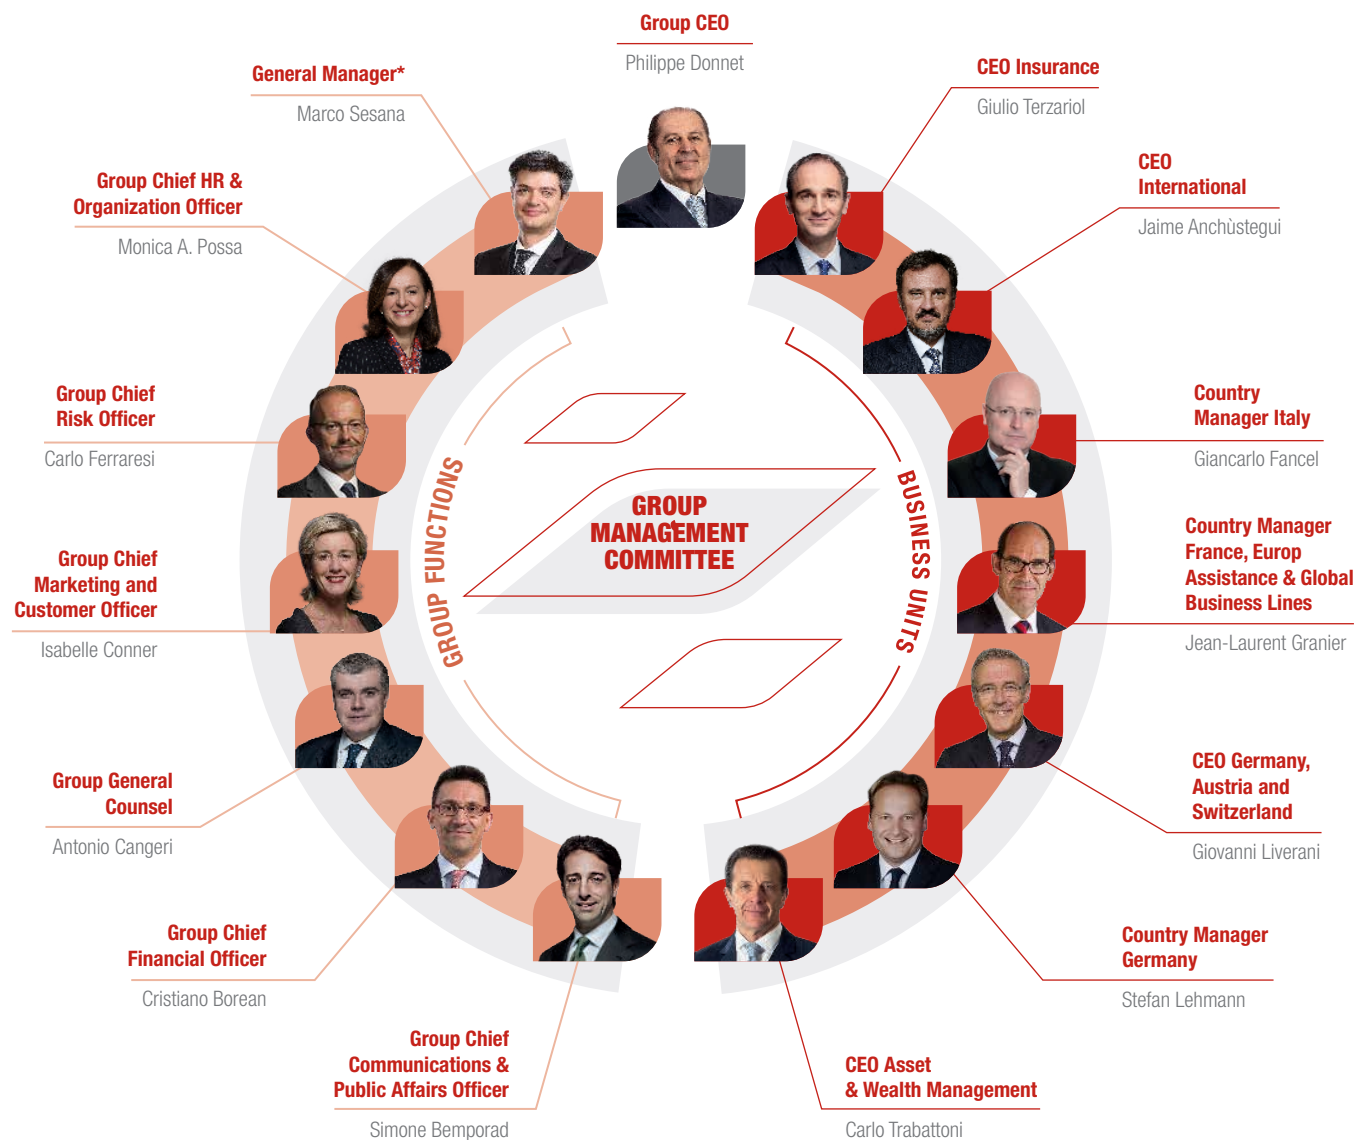 Group CEO
Philippe Donnet
General Manager*
Marco Sesana
Group Chief HR &
Organization Officer
Monica A. Possa
Group Chief
Risk Officer
Carlo Ferraresi
Group Chief
Marketing and
Customer Officer
Isabelle Conner
Group General
Counsel
Antonio Cangeri
Group Chief
Financial Officer
Cristiano Borean
Group Chief
Communications &
Public Affairs Officer
Simone Bemporad
GROUP FUNCTIONS
GROUP
MANAGEMENT
COMMITTEE
BUSINESS UNITS
CEO Insurance
Giulio Terzariol
CEO
International
Jaime Anchùstegui
Country
Manager Italy
Giancarlo Fancel
Country Manager
France, Europ
Assistance & Global
Business Lines
Jean-Laurent Granier
CEO Germany,
Austria and
Switzerland
Giovanni Liverani
Country Manager
Germany
Stefan Lehmann
CEO Asset
& Wealth Management
Carlo Trabattoni